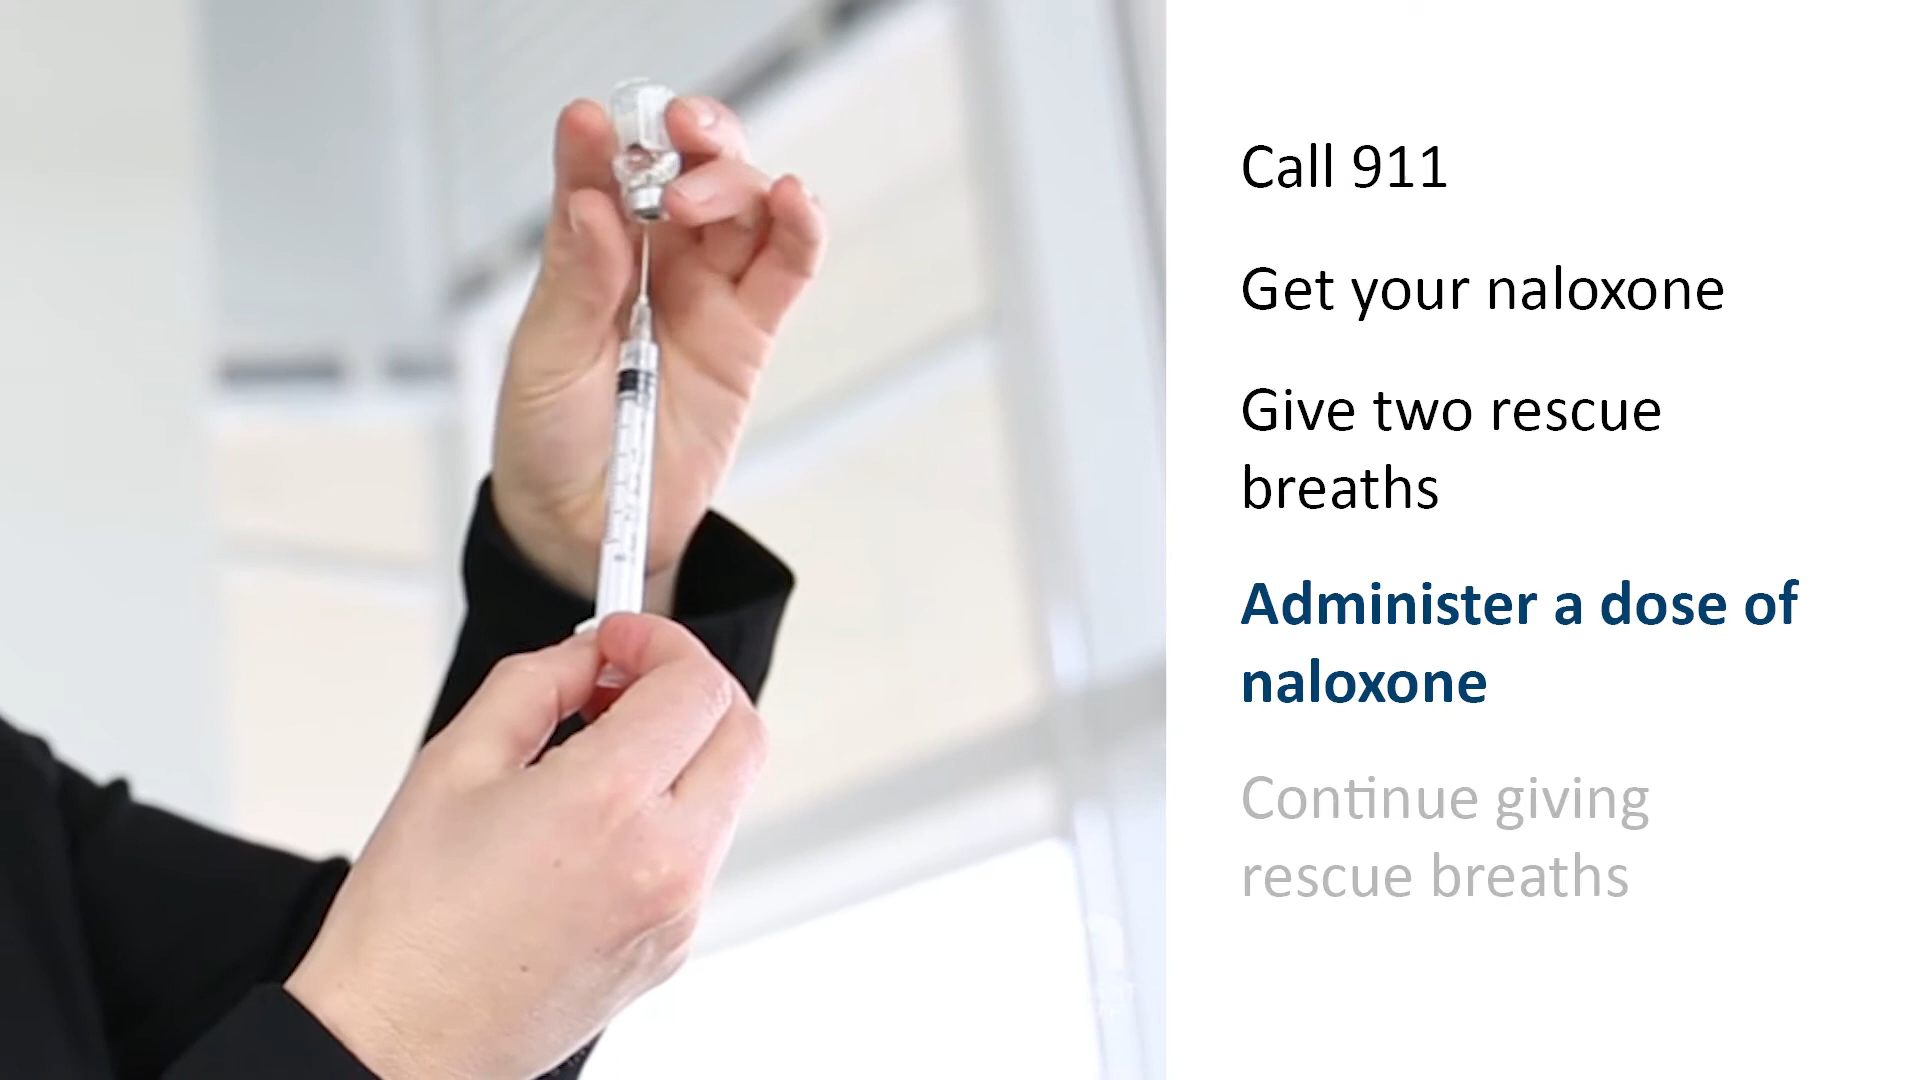 Call 911
Get your naloxone
Give two rescue
breaths
Administer a dose of
naloxone
Continue giving
rescue breaths